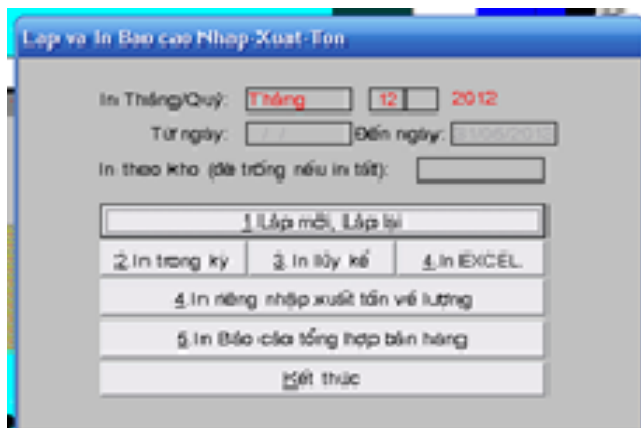 Lap va In Bao cao Nhap-Xuat-Ton
In Tháng/Quý: Tháng 12 2012
Từ ngày: / / Đến ngày: 31/05/201
In theo kho (để trống nếu in tất):
1.Lập mới, Lập lại
2.In trong kỳ 3.In lũy kế 4.In EXCEL.
4.In riêng nhập xuất tồn về lượng
5.In Báo cáo tổng hợp bán hàng
Kết thúc